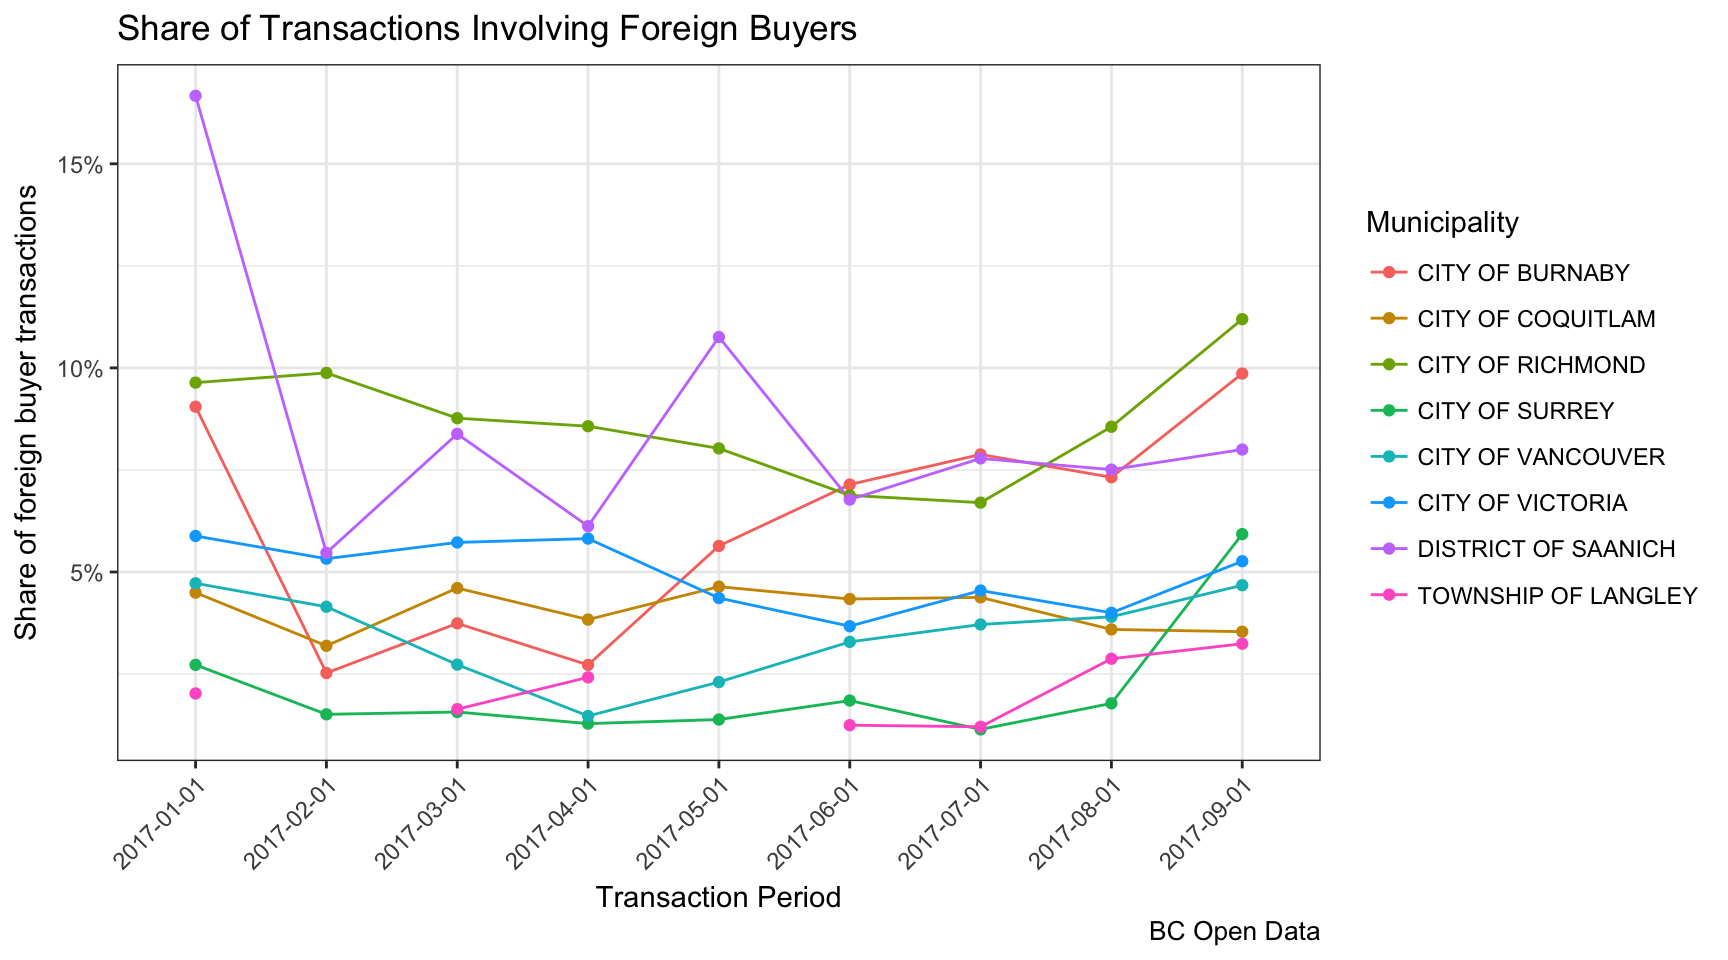 Share of Transactions Involving Foreign Buyers
Share of foreign buyer transactions
15%
10%
5%
2017-01-01
2017-02-01
2017-03-01
2017-04-01
2017-05-01
2017-06-01
2017-07-01
2017-08-01
2017-09-01
Transaction Period
BC Open Data
Municipality
CITY OF BURNABY
CITY OF COQUITLAM
CITY OF RICHMOND
CITY OF SURREY
CITY OF VANCOUVER
CITY OF VICTORIA
DISTRICT OF SAANICH
TOWNSHIP OF LANGLEY